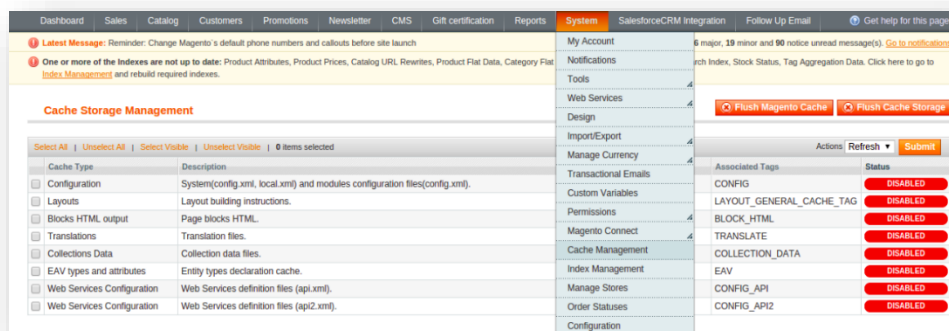 Dashboard Sales Catalog Customers Promotions Newsletter CMS Gift certification Reports System SalesforceCRM Integration Follow Up Email Get help for this page
Latest Message: Reminder: Change Magento`s default phone numbers and callouts before site launch
6 major, 19 minor and 90 notice unread message(s). Go to notifications
One or more of the Indexes are not up to date: Product Attributes, Product Prices, Catalog URL Rewrites, Product Flat Data, Category Flat
rch Index, Stock Status, Tag Aggregation Data. Click here to go to
Index Management and rebuild required indexes.
My Account
Notifications
Tools
Web Services
Design
Import/Export
Manage Currency
Transactional Emails
Custom Variables
Permissions
Magento Connect
Cache Management
Index Management
Manage Stores
Order Statuses
Configuration
Cache Storage Management
Flush Magento Cache Flush Cache Storage
Select All | Unselect All | Select Visible | Unselect Visible | 0 items selected
Actions Refresh Submit
Cache Type Description Associated Tags Status
Configuration System(config.xml, local.xml) and modules configuration files(config.xml). CONFIG DISABLED
Layouts Layout building instructions. LAYOUT_GENERAL_CACHE_TAG DISABLED
Blocks HTML output Page blocks HTML. BLOCK_HTML DISABLED
Translations Translation files. TRANSLATE DISABLED
Collections Data Collection data files. COLLECTION_DATA DISABLED
EAV types and attributes Entity types declaration cache. EAV DISABLED
Web Services Configuration Web Services definition files (api.xml). CONFIG_API DISABLED
Web Services Configuration Web Services definition files (api2.xml). CONFIG_API2 DISABLED